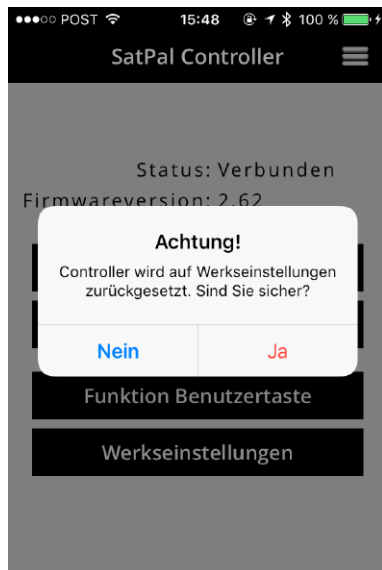 POST 15:48 100 %
SatPal Controller
Status: Verbunden
Firmwareversion: 2.62
Achtung!
Controller wird auf Werkseinstellungen
zurückgesetzt. Sind Sie sicher?
Nein Ja
Funktion Benutzertaste
Werkseinstellungen